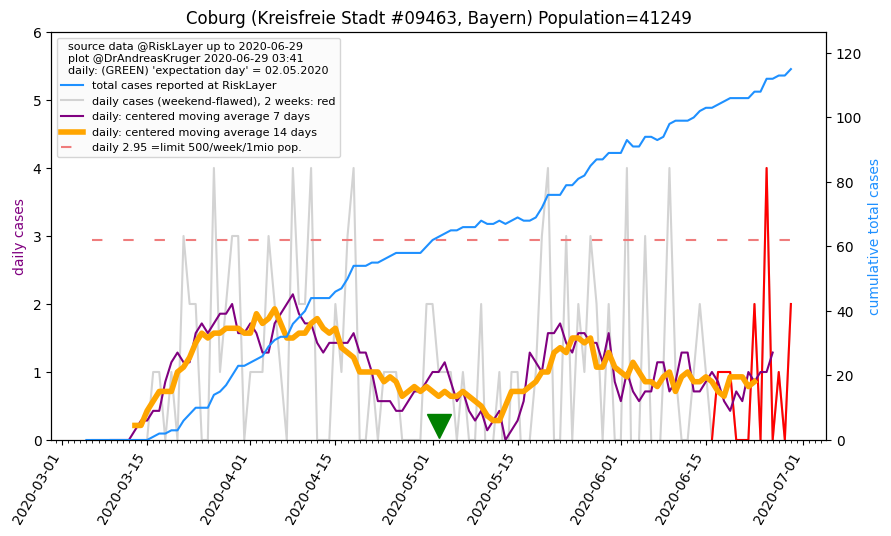 Coburg (Kreisfreie Stadt #09463, Bayern) Population=41249
source data @RiskLayer up to 2020-06-29
plot @DrAndreasKruger 2020-06-29 03:41
daily: (GREEN) 'expectation day' = 02.05.2020
total cases reported at RiskLayer
daily cases (weekend-flawed), 2 weeks: red
daily: centered moving average 7 days
daily: centered moving average 14 days
daily 2.95 =limit 500/week/1mio pop.
daily cases
6
5
4
3
2
1
0
120
100
80
60
40
20
0
cumulative total cases
2020-03-01
2020-03-15
2020-04-01
2020-04-15
2020-05-01
2020-05-15
2020-06-01
2020-06-15
2020-07-01